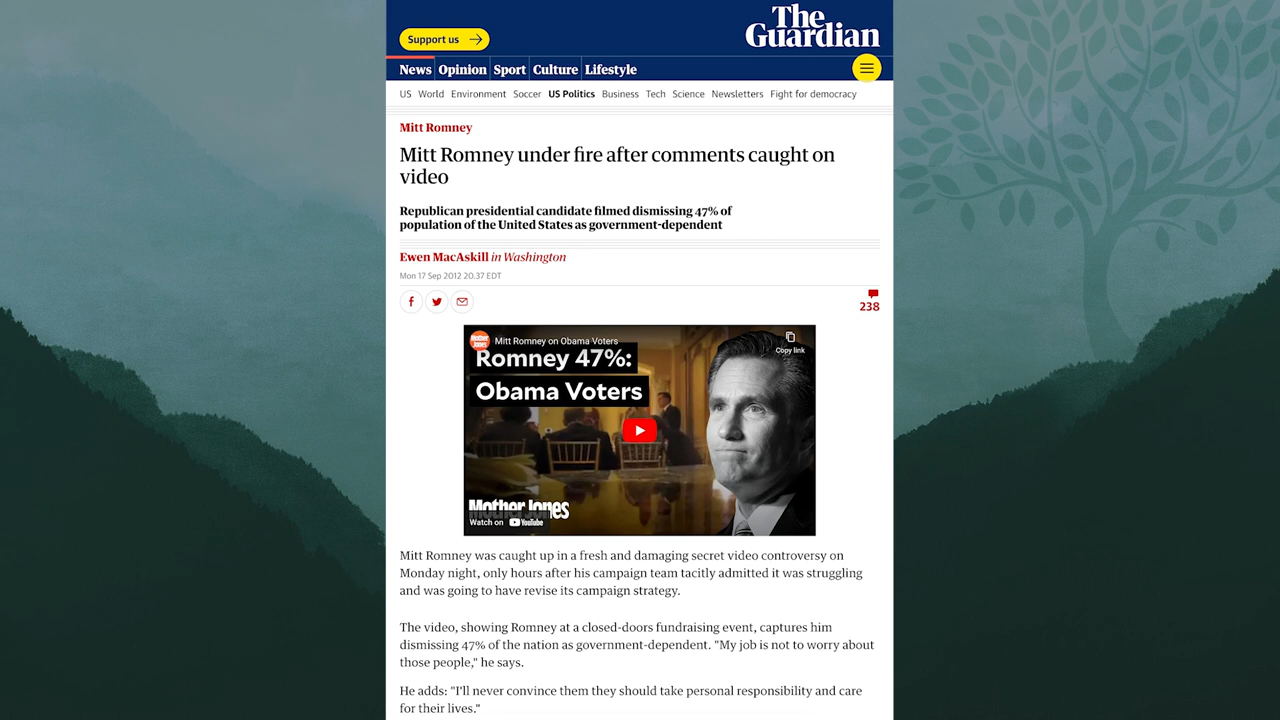 The
Guardian
Support us
News Opinion Sport Culture Lifestyle
US World Environment Soccer US Politics Business Tech Science Newsletters Fight for democracy
Mitt Romney
Mitt Romney under fire after comments caught on
video
Republican presidential candidate filmed dismissing 47% of
population of the United States as government-dependent
Ewen MacAskill in Washington
Mon 17 Sep 2012 20.37 EDT
238
Mother Jones
Mitt Romney on Obama Voters
Copy link
Romney 47%:
Obama Voters
Mother Jones
Watch on YouTube
Mitt Romney was caught up in a fresh and damaging secret video controversy on
Monday night, only hours after his campaign team tacitly admitted it was struggling
and was going to have revise its campaign strategy.
The video, showing Romney at a closed-doors fundraising event, captures him
dismissing 47% of the nation as government-dependent. "My job is not to worry about
those people," he says.
He adds: "I'll never convince them they should take personal responsibility and care
for their lives."